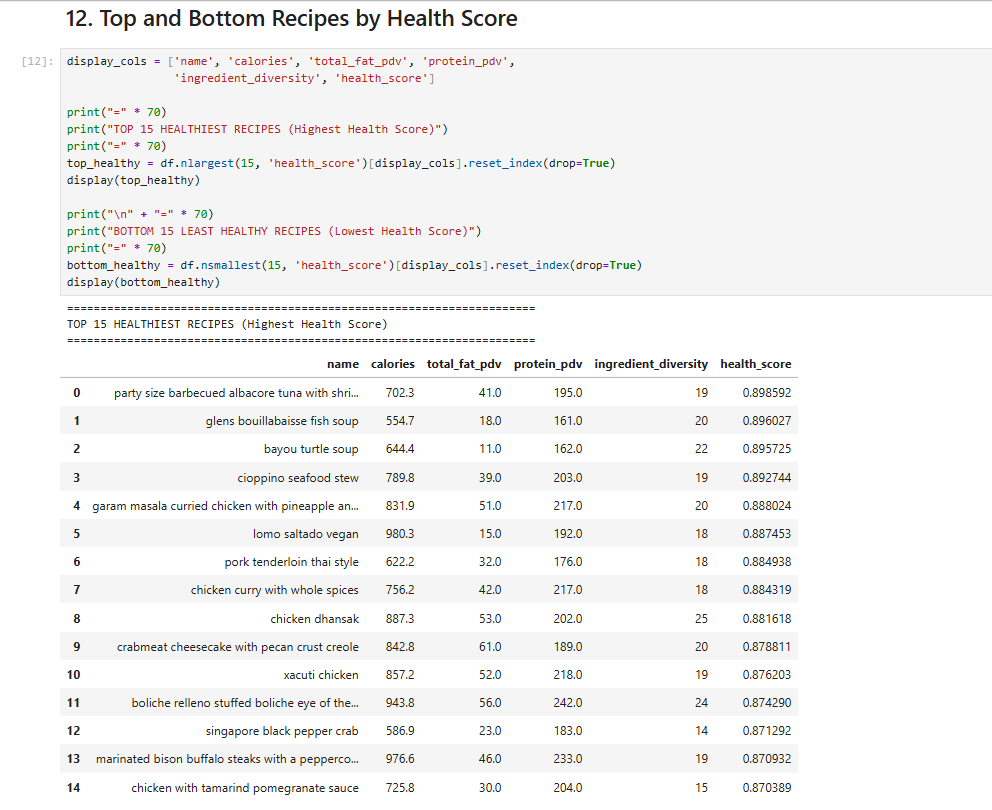 12. Top and Bottom Recipes by Health Score
[12]: display_cols = ['name', 'calories', 'total_fat_pdv', 'protein_pdv',
'ingredient_diversity', 'health_score']
print("=" * 70)
print("TOP 15 HEALTHIEST RECIPES (Highest Health Score)")
print("=" * 70)
top_healthy = df.nlargest(15, 'health_score')[display_cols].reset_index(drop=True)
display(top_healthy)
print("\n" + "=" * 70)
print("BOTTOM 15 LEAST HEALTHY RECIPES (Lowest Health Score)")
print("=" * 70)
bottom_healthy = df.nsmallest(15, 'health_score')[display_cols].reset_index(drop=True)
display(bottom_healthy)
======================================================================
TOP 15 HEALTHIEST RECIPES (Highest Health Score)
======================================================================
name calories total_fat_pdv protein_pdv ingredient_diversity health_score
0 party size barbecued albacore tuna with shri... 702.3 41.0 195.0 19 0.898592
1 glens bouillabaisse fish soup 554.7 18.0 161.0 20 0.896027
2 bayou turtle soup 644.4 11.0 162.0 22 0.895725
3 cioppino seafood stew 789.8 39.0 203.0 19 0.892744
4 garam masala curried chicken with pineapple an... 831.9 51.0 217.0 20 0.888024
5 lomo saltado vegan 980.3 15.0 192.0 18 0.887453
6 pork tenderloin thai style 622.2 32.0 176.0 18 0.884938
7 chicken curry with whole spices 756.2 42.0 217.0 18 0.884319
8 chicken dhansak 887.3 53.0 202.0 25 0.881618
9 crabmeat cheesecake with pecan crust creole 842.8 61.0 189.0 20 0.878811
10 xacuti chicken 857.2 52.0 218.0 19 0.876203
11 boliche relleno stuffed boliche eye of the... 943.8 56.0 242.0 24 0.874290
12 singapore black pepper crab 586.9 23.0 183.0 14 0.871292
13 marinated bison buffalo steaks with a pepperco... 976.6 46.0 233.0 19 0.870932
14 chicken with tamarind pomegranate sauce 725.8 30.0 204.0 15 0.870389